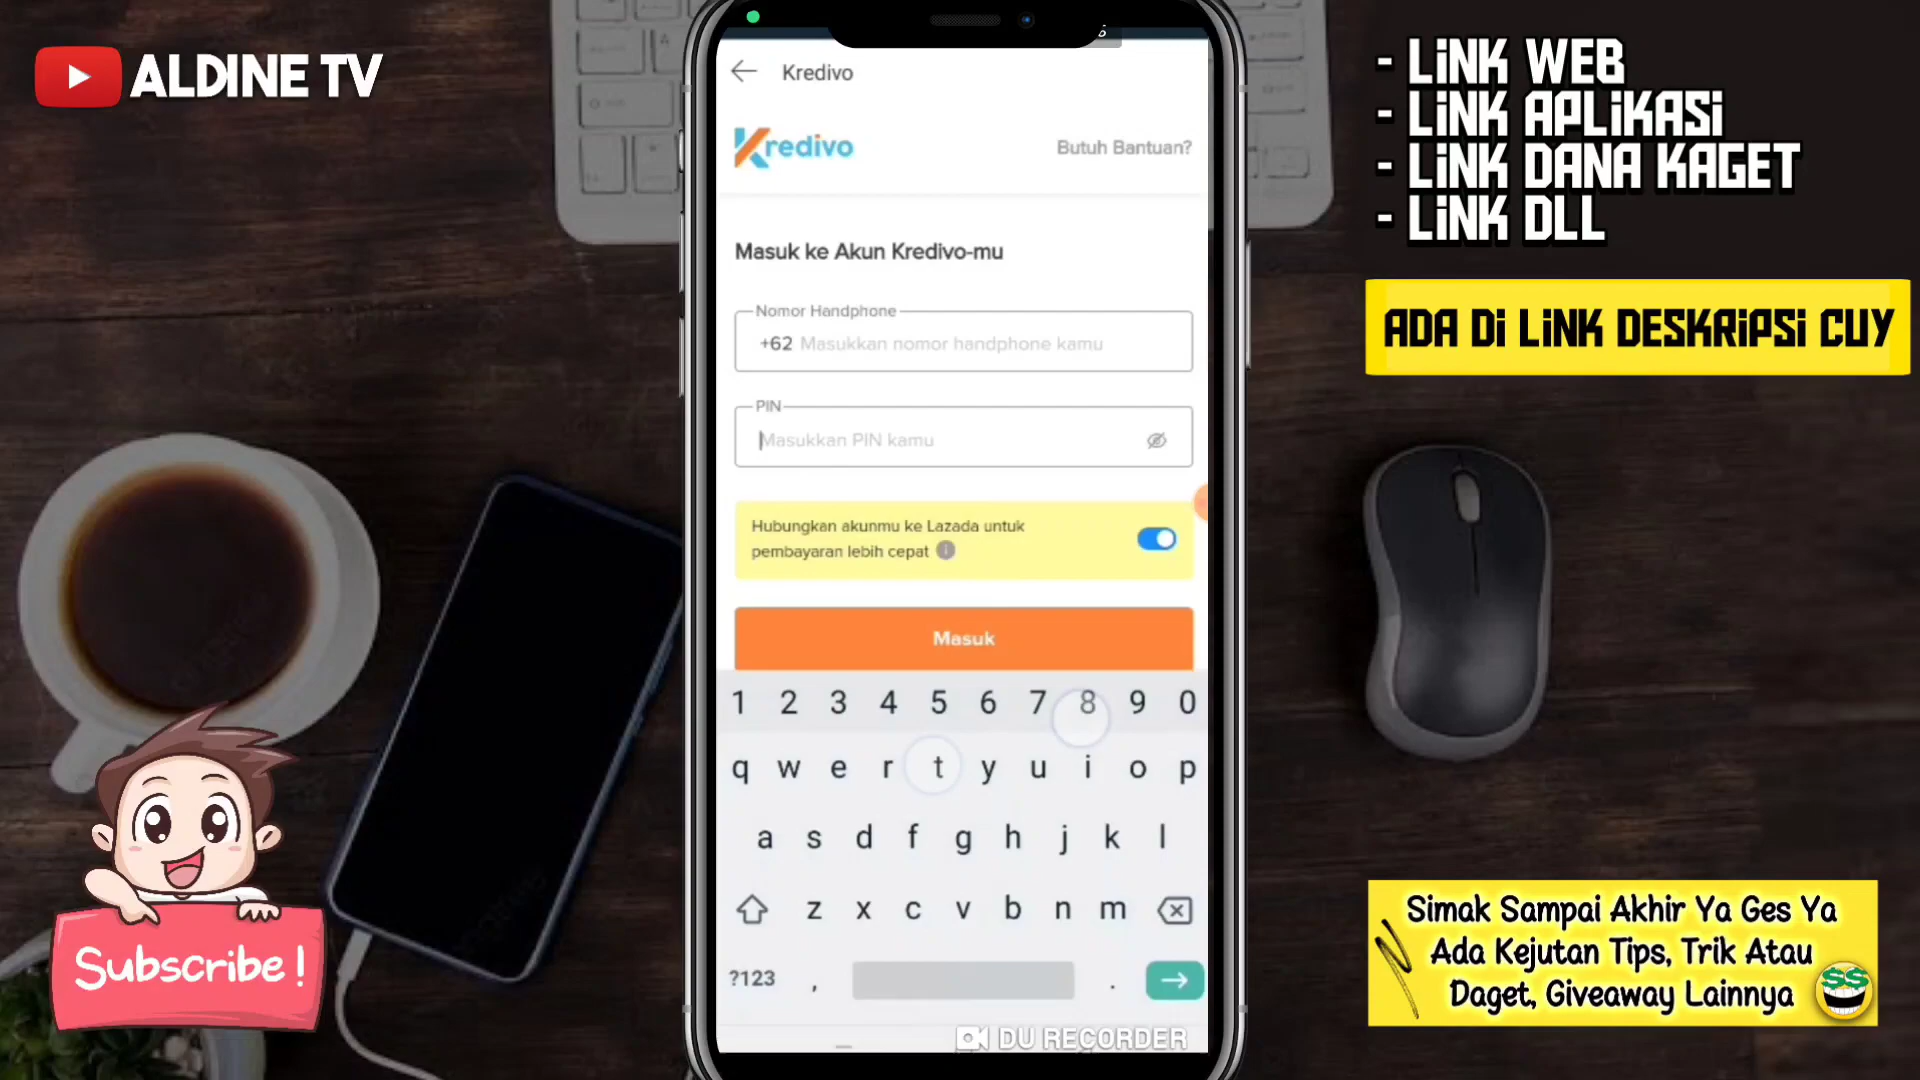 ALDINE TV
Subscribe!
Kredivo
Kredivo
Butuh Bantuan?
Masuk ke Akun Kredivo-mu
Nomor Handphone
+62 Masukkan nomor handphone kamu
PIN
Masukkan PIN kamu
Hubungkan akunmu ke Lazada untuk
pembayaran lebih cepat
Masuk
1 2 3 4 5 6 7 8 9 0
q w e r t y u i o p
a s d f g h j k l
z x c v b n m
?123 , .
DU RECORDER
- LiNK WEB
- LiNK APLiKASi
- LiNK DANA KAGET
- LiNK DLL
ADA Di LiNK DESKRiPSi CUY
Simak Sampai Akhir Ya Ges Ya
Ada Kejutan Tips, Trik Atau
Daget, Giveaway Lainnya